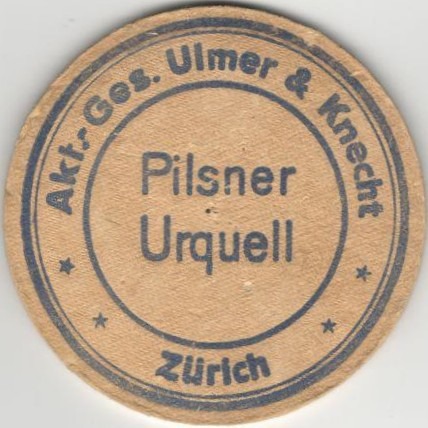 Akt.-Ges. Ulmer & Knecht
Pilsner
Urquell
Zürich